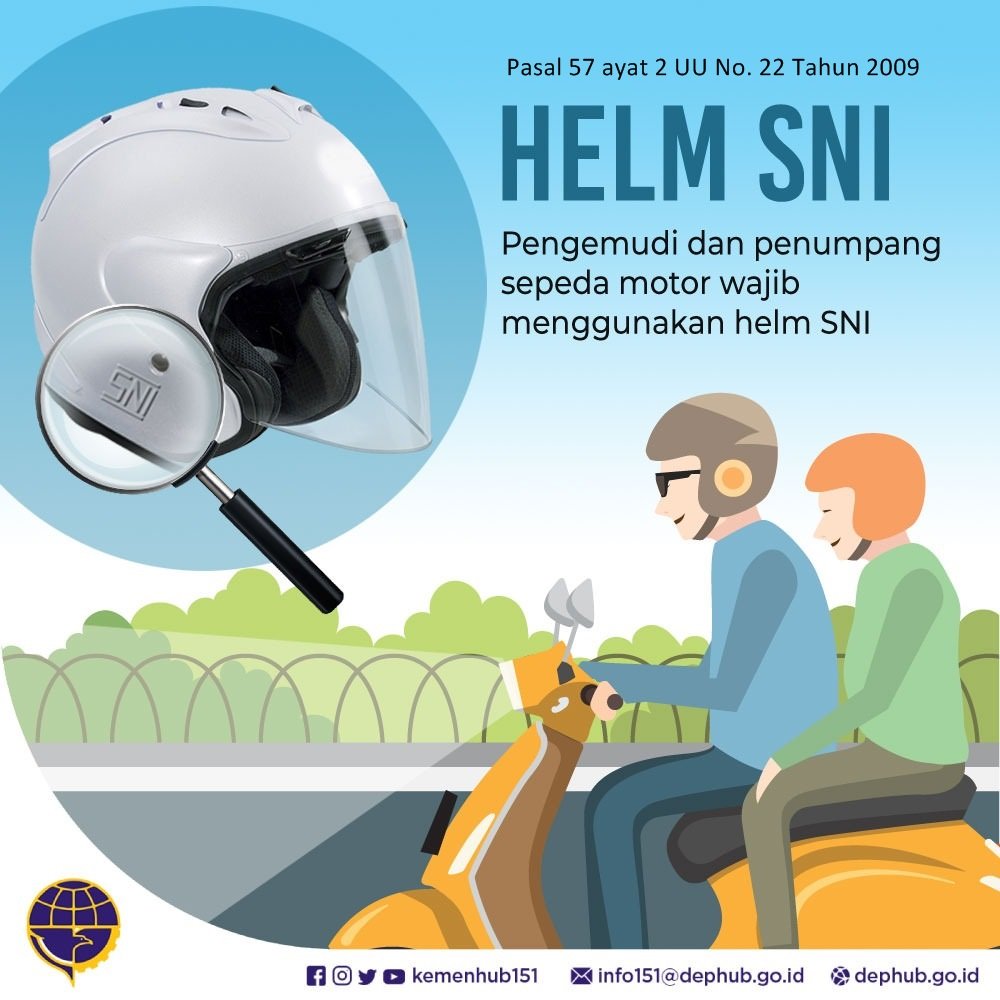 Pasal 57 ayat 2 UU No. 22 Tahun 2009
HELM SNI
Pengemudi dan penumpang
sepeda motor wajib
menggunakan helm SNI
SNI
kemenhub151 info151@dephub.go.id dephub.go.id